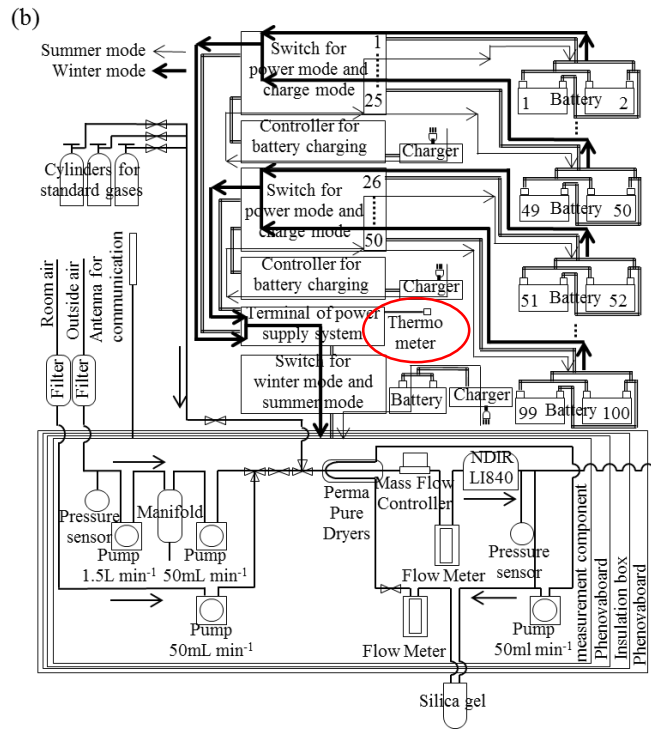 (b)
Summer mode
Winter mode
Switch for
power mode and
charge mode
1
25
Battery
1
2
Controller for
battery charging
Charger
Cylinders for
standard gases
Switch for
power mode and
charge mode
26
50
49
50
Controller for
battery charging
Charger
Battery
51
52
Room air
Outside air
Antenna for
communication
Terminal of power
supply system
Thermo
meter
Filter
Filter
Switch for
winter mode and
summer mode
Battery
Charger
Battery
99
100
Pressure
sensor
Manifold
Perma
Pure
Dryers
Mass Flow
Controller
NDIR
LI840
Pump
1.5L min-1
Pump
50mL min-1
Flow Meter
Pressure
sensor
Pump
50mL min-1
Flow Meter
Pump
50ml min-1
measurement component
Phenovaboard
Insulation box
Phenovaboard
Silica gel